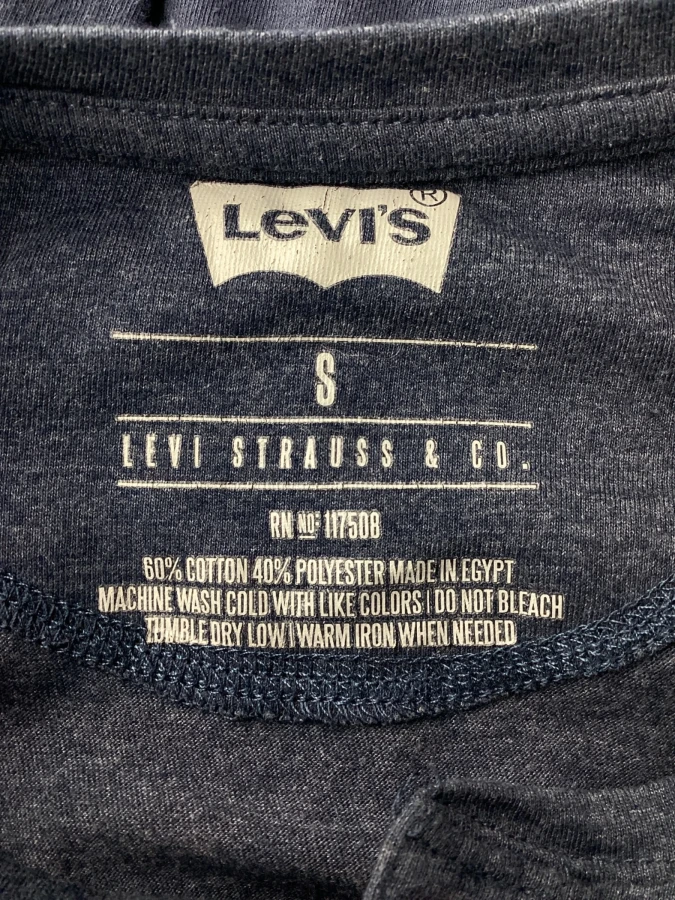 LEVI'S®
S
LEVI STRAUSS & CO.
RN NO: 117508
60% COTTON 40% POLYESTER MADE IN EGYPT
MACHINE WASH COLD WITH LIKE COLORS | DO NOT BLEACH
TUMBLE DRY LOW | WARM IRON WHEN NEEDED